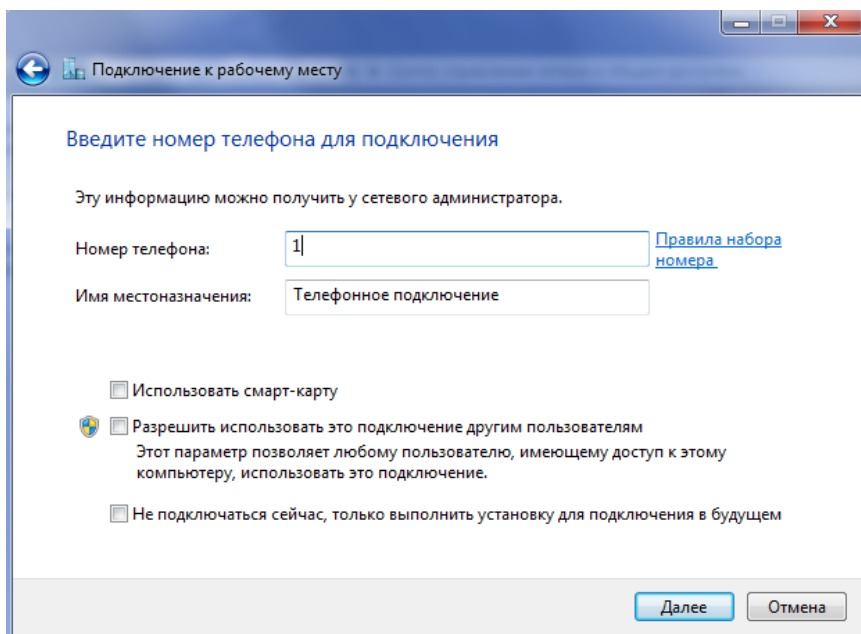 Подключение к рабочему месту
Введите номер телефона для подключения
Эту информацию можно получить у сетевого администратора.
Номер телефона:
1
Правила набора
номера
Имя местоназначения:
Телефонное подключение
Использовать смарт-карту
Разрешить использовать это подключение другим пользователям
Этот параметр позволяет любому пользователю, имеющему доступ к этому
компьютеру, использовать это подключение.
Не подключаться сейчас, только выполнить установку для подключения в будущем
Далее
Отмена